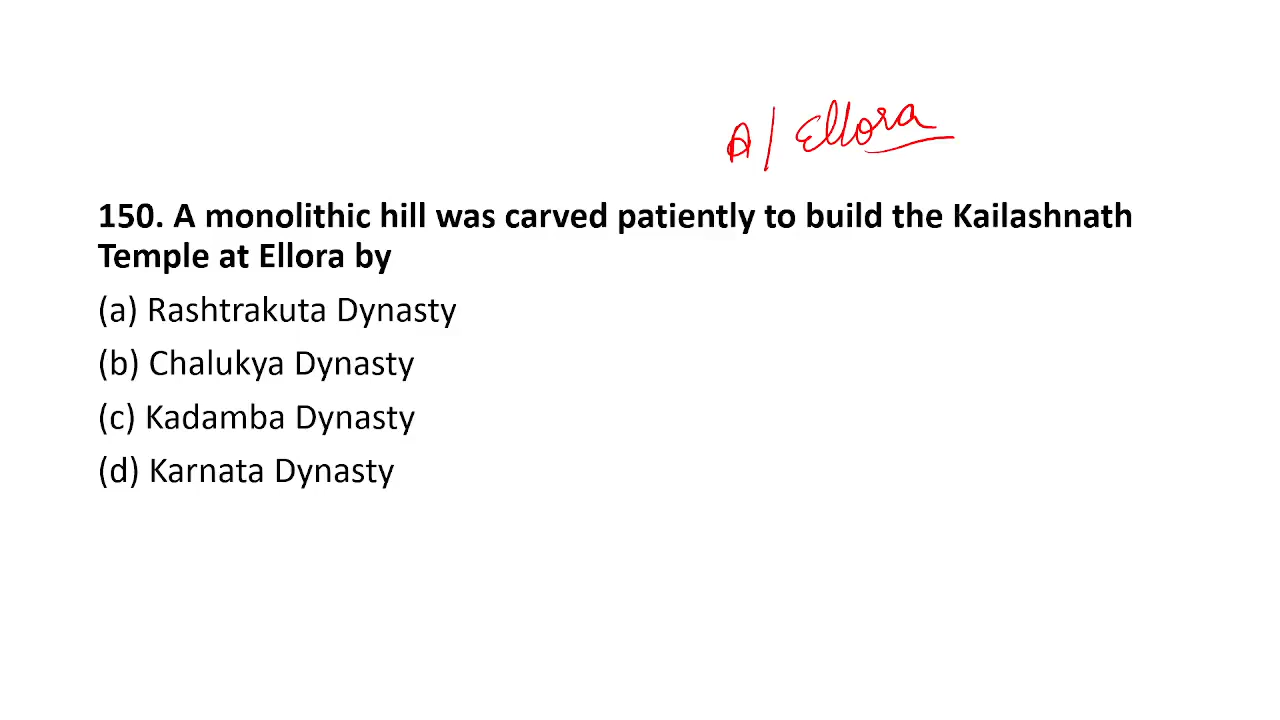 A/Ellora
150. A monolithic hill was carved patiently to build the Kailashnath
Temple at Ellora by
(a) Rashtrakuta Dynasty
(b) Chalukya Dynasty
(c) Kadamba Dynasty
(d) Karnata Dynasty